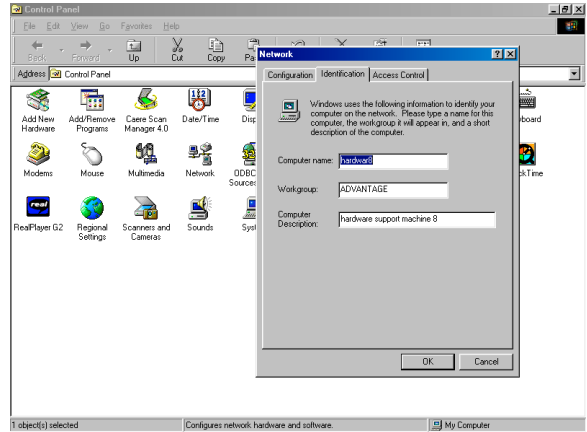 Control Panel
File Edit View Go Favorites Help
Back Forward Up Cut Copy
Address Control Panel
Add New Hardware
Add/Remove Programs
Caere Scan Manager 4.0
Date/Time
Modems
Mouse
Multimedia
Network
ODBC
RealPlayer G2
Regional Settings
Scanners and Cameras
Sounds
Network
Configuration Identification Access Control
Windows uses the following information to identify your
computer on the network. Please type a name for this
computer, the workgroup it will appear in, and a short
description of the computer.
Computer name: hardwar8
Workgroup: ADVANTAGE
Computer
Description: hardware support machine 8
OK Cancel
1 object(s) selected Configures network hardware and software. My Computer